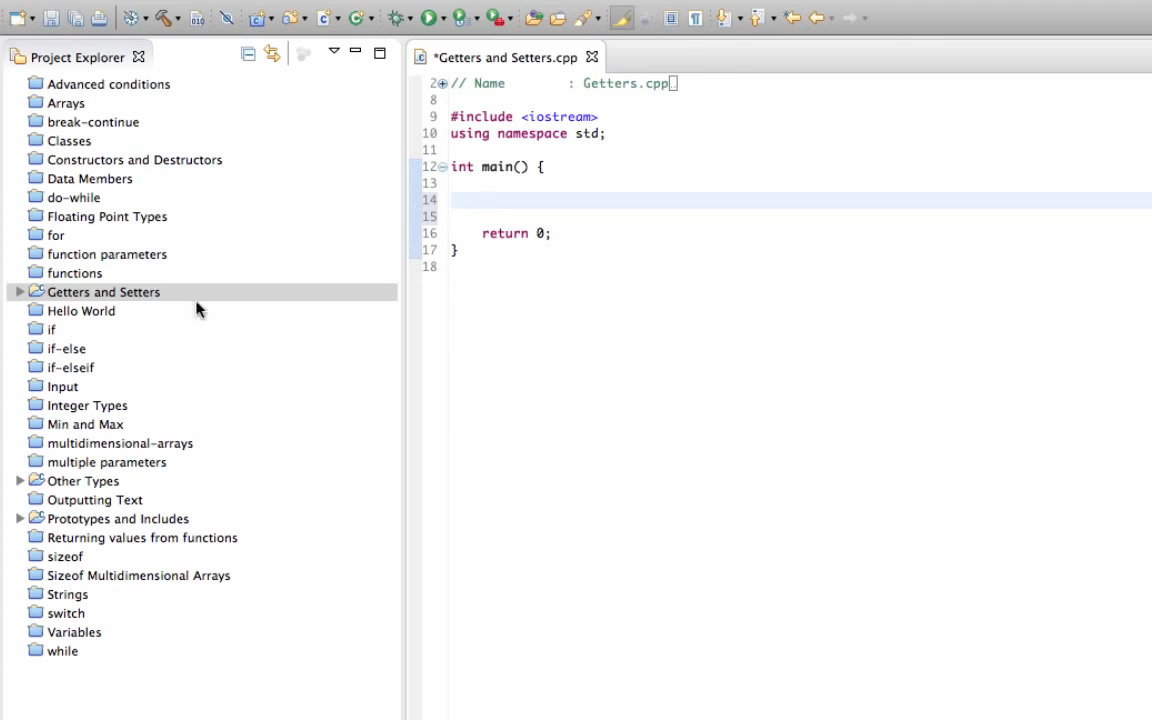 Project Explorer
*Getters and Setters.cpp
Advanced conditions
Arrays
break-continue
Classes
Constructors and Destructors
Data Members
do-while
Floating Point Types
for
function parameters
functions
Getters and Setters
Hello World
if
if-else
if-elseif
Input
Integer Types
Min and Max
multidimensional-arrays
multiple parameters
Other Types
Outputting Text
Prototypes and Includes
Returning values from functions
sizeof
Sizeof Multidimensional Arrays
Strings
switch
Variables
while
2 // Name : Getters.cpp
8
9 #include <iostream>
10 using namespace std;
11
12 int main() {
13
14
15
16 return 0;
17 }
18